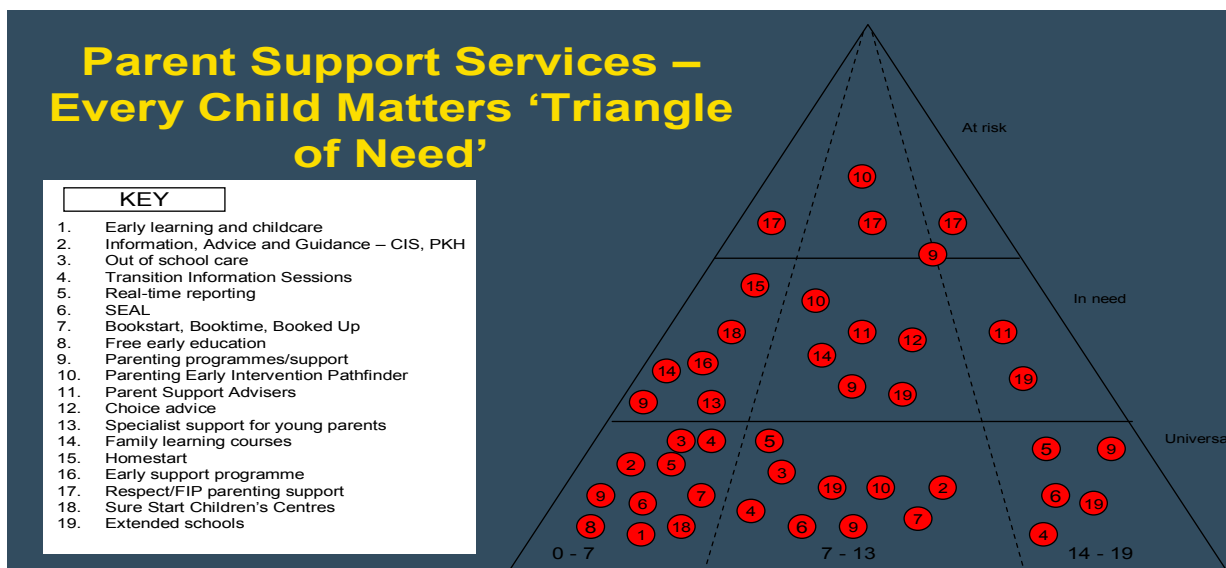 Parent Support Services –
Every Child Matters ‘Triangle
of Need’
KEY
1. Early learning and childcare
2. Information, Advice and Guidance – CIS, PKH
3. Out of school care
4. Transition Information Sessions
5. Real-time reporting
6. SEAL
7. Bookstart, Booktime, Booked Up
8. Free early education
9. Parenting programmes/support
10. Parenting Early Intervention Pathfinder
11. Parent Support Advisers
12. Choice advice
13. Specialist support for young parents
14. Family learning courses
15. Homestart
16. Early support programme
17. Respect/FIP parenting support
18. Sure Start Children’s Centres
19. Extended schools
At risk
10
17 17 17
9
In need
15
10
18 11 12 11
14 16 14
19
9 13 9 19
Universa
3 4 5 5 9
2 5 3
9 6 7 19 10 2 6 19
8 1 18 4 6 9 7 4
0 - 7 7 - 13 14 - 19